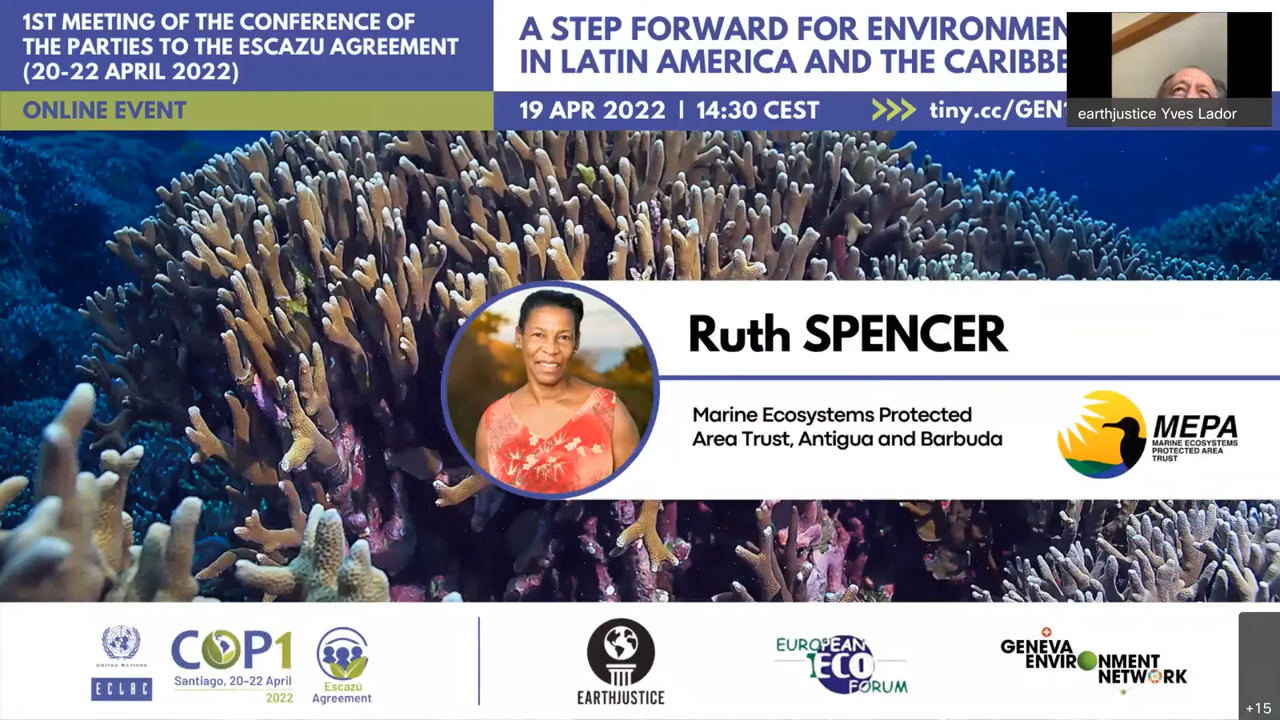 1ST MEETING OF THE CONFERENCE OF
THE PARTIES TO THE ESCAZU AGREEMENT
(20-22 APRIL 2022)
A STEP FORWARD FOR
IN LATIN AMERICA AND THE
ONLINE EVENT
19 APR 2022 | 14:30 CEST
>>> tiny.cc/GEN
earthjustice Yves Lador
Ruth SPENCER
Marine Ecosystems Protected
Area Trust, Antigua and Barbuda
MEPA
MARINE ECOSYSTEMS
PROTECTED AREA
TRUST
UNITED NATIONS
ECLAC
COP1
Santiago, 20–22 April
2022
Escazú
Agreement
EARTHJUSTICE
EUROPEAN
ECO
FORUM
GENEVA
ENVIRONMENT
NETWORK
+15